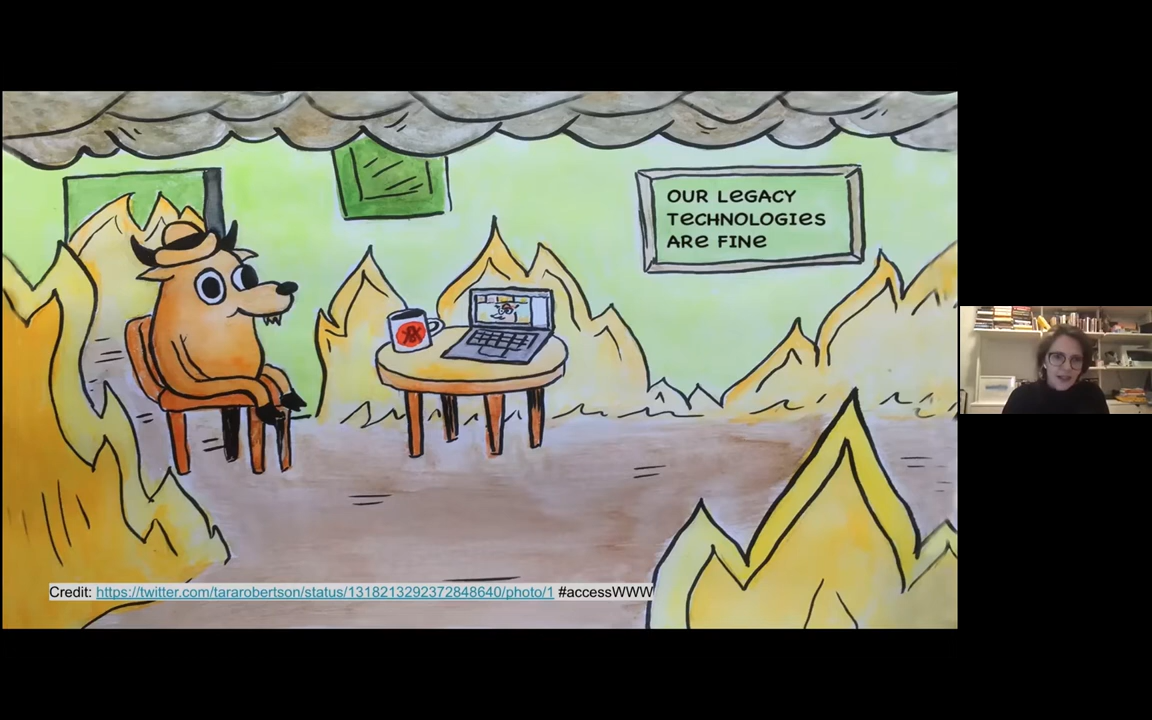 OUR LEGACY
TECHNOLOGIES
ARE FINE
Credit: https://twitter.com/tararobertson/status/1318213292372848640/photo/1 #accessWWW